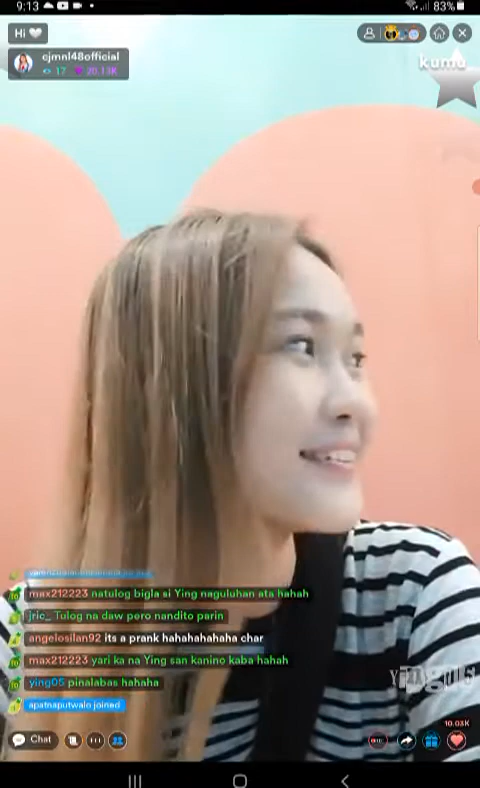 9:13
83%
Hi
cjmnl48official
17
20.13K
kumu
max212223 natulog bigla si Ying naguluhan ata hahah
jric_ Tulog na daw pero nandito parin
angelosilan92 its a prank hahahahahaha char
max212223 yari ka na Ying san kanino kaba hahah
ying05 pinalabas hahaha
apatnaputwalo joined
10.03K
Chat